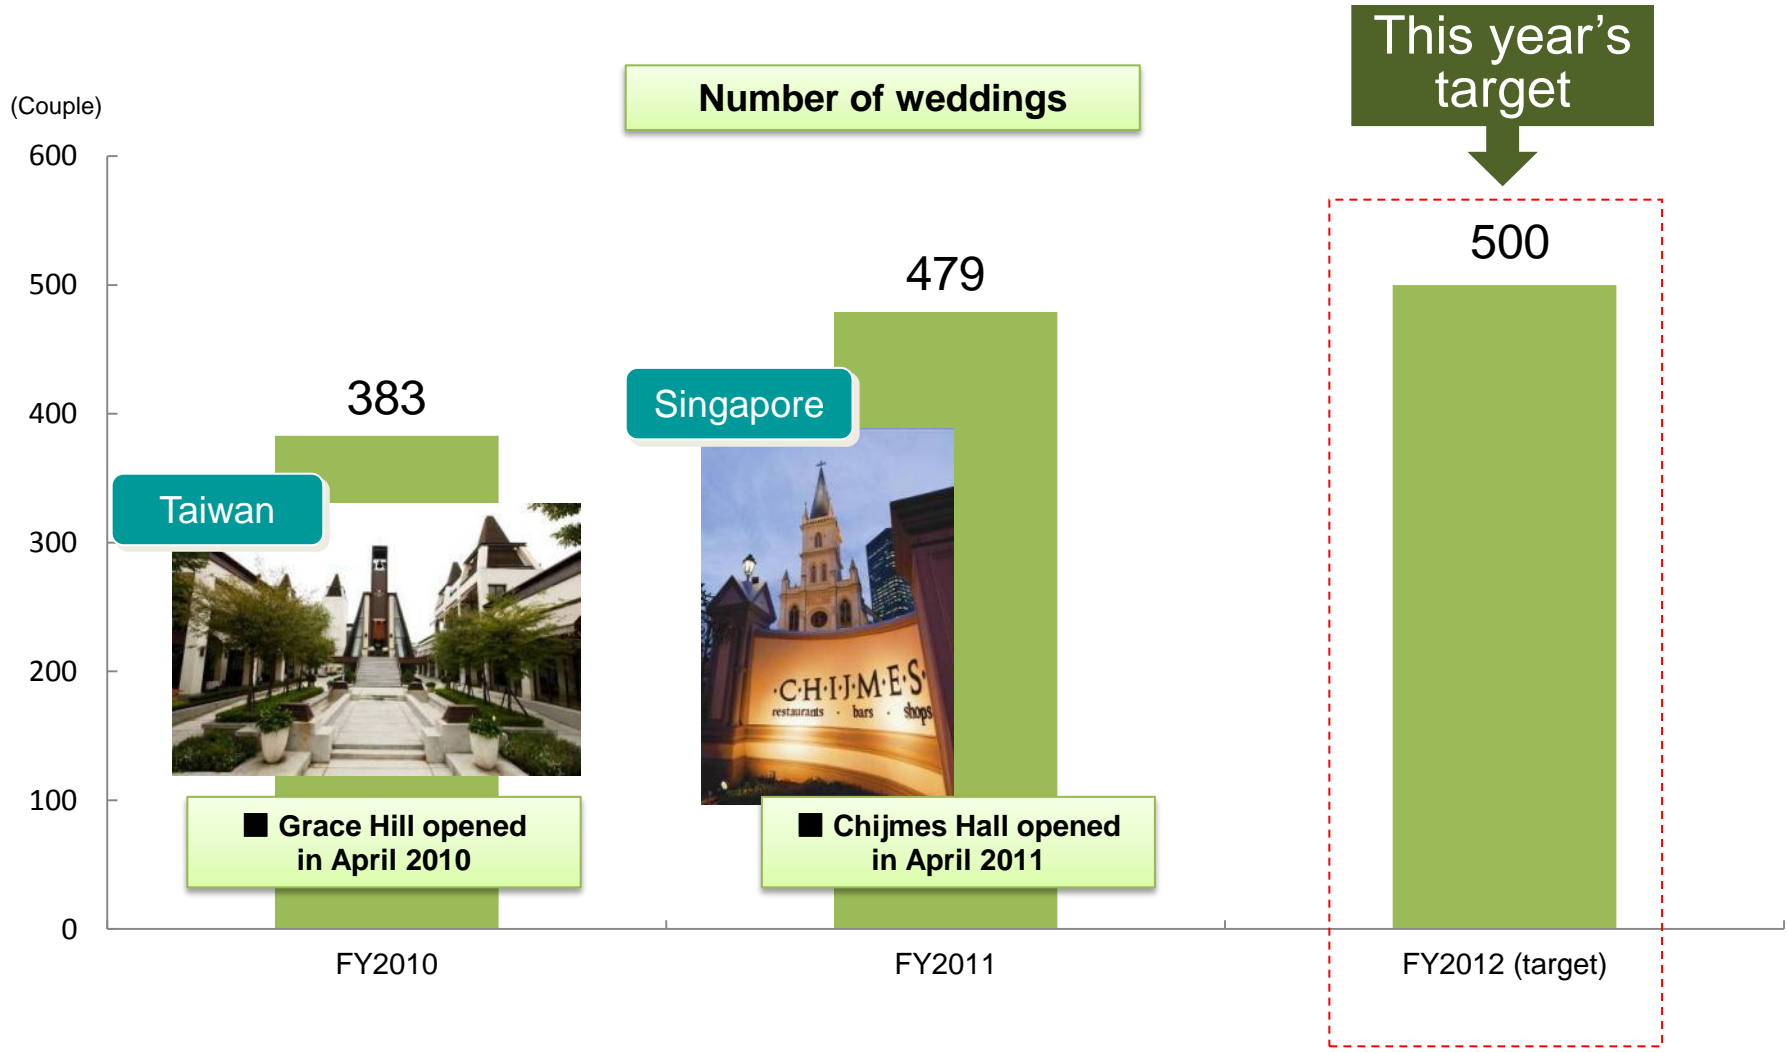 This year's
target
Number of weddings
(Couple)
600
500
400
300
200
100
0
383
479
500
Taiwan
Singapore
·C·H·I·J·M·E·S·
restaurants · bars · shops
■ Grace Hill opened
in April 2010
■ Chijmes Hall opened
in April 2011
FY2010
FY2011
FY2012 (target)